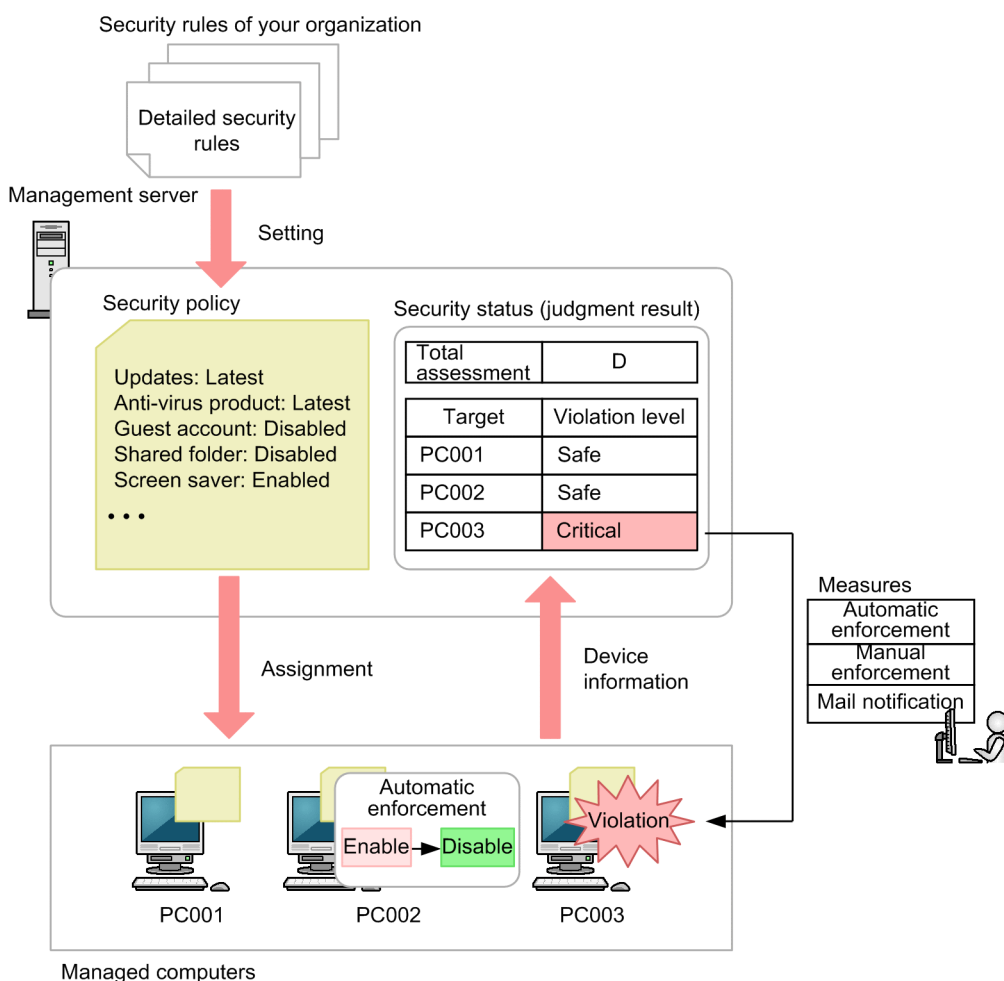 Security rules of your organization
Detailed security
rules
Management server
Setting
Security policy
Updates: Latest
Anti-virus product: Latest
Guest account: Disabled
Shared folder: Disabled
Screen saver: Enabled
• • •
Security status (judgment result)
Total
assessment
D
Target
Violation level
PC001
Safe
PC002
Safe
PC003
Critical
Measures
Automatic
enforcement
Manual
enforcement
Mail notification
Assignment
Device
information
Automatic
enforcement
Enable
Disable
Violation
PC001
PC002
PC003
Managed computers